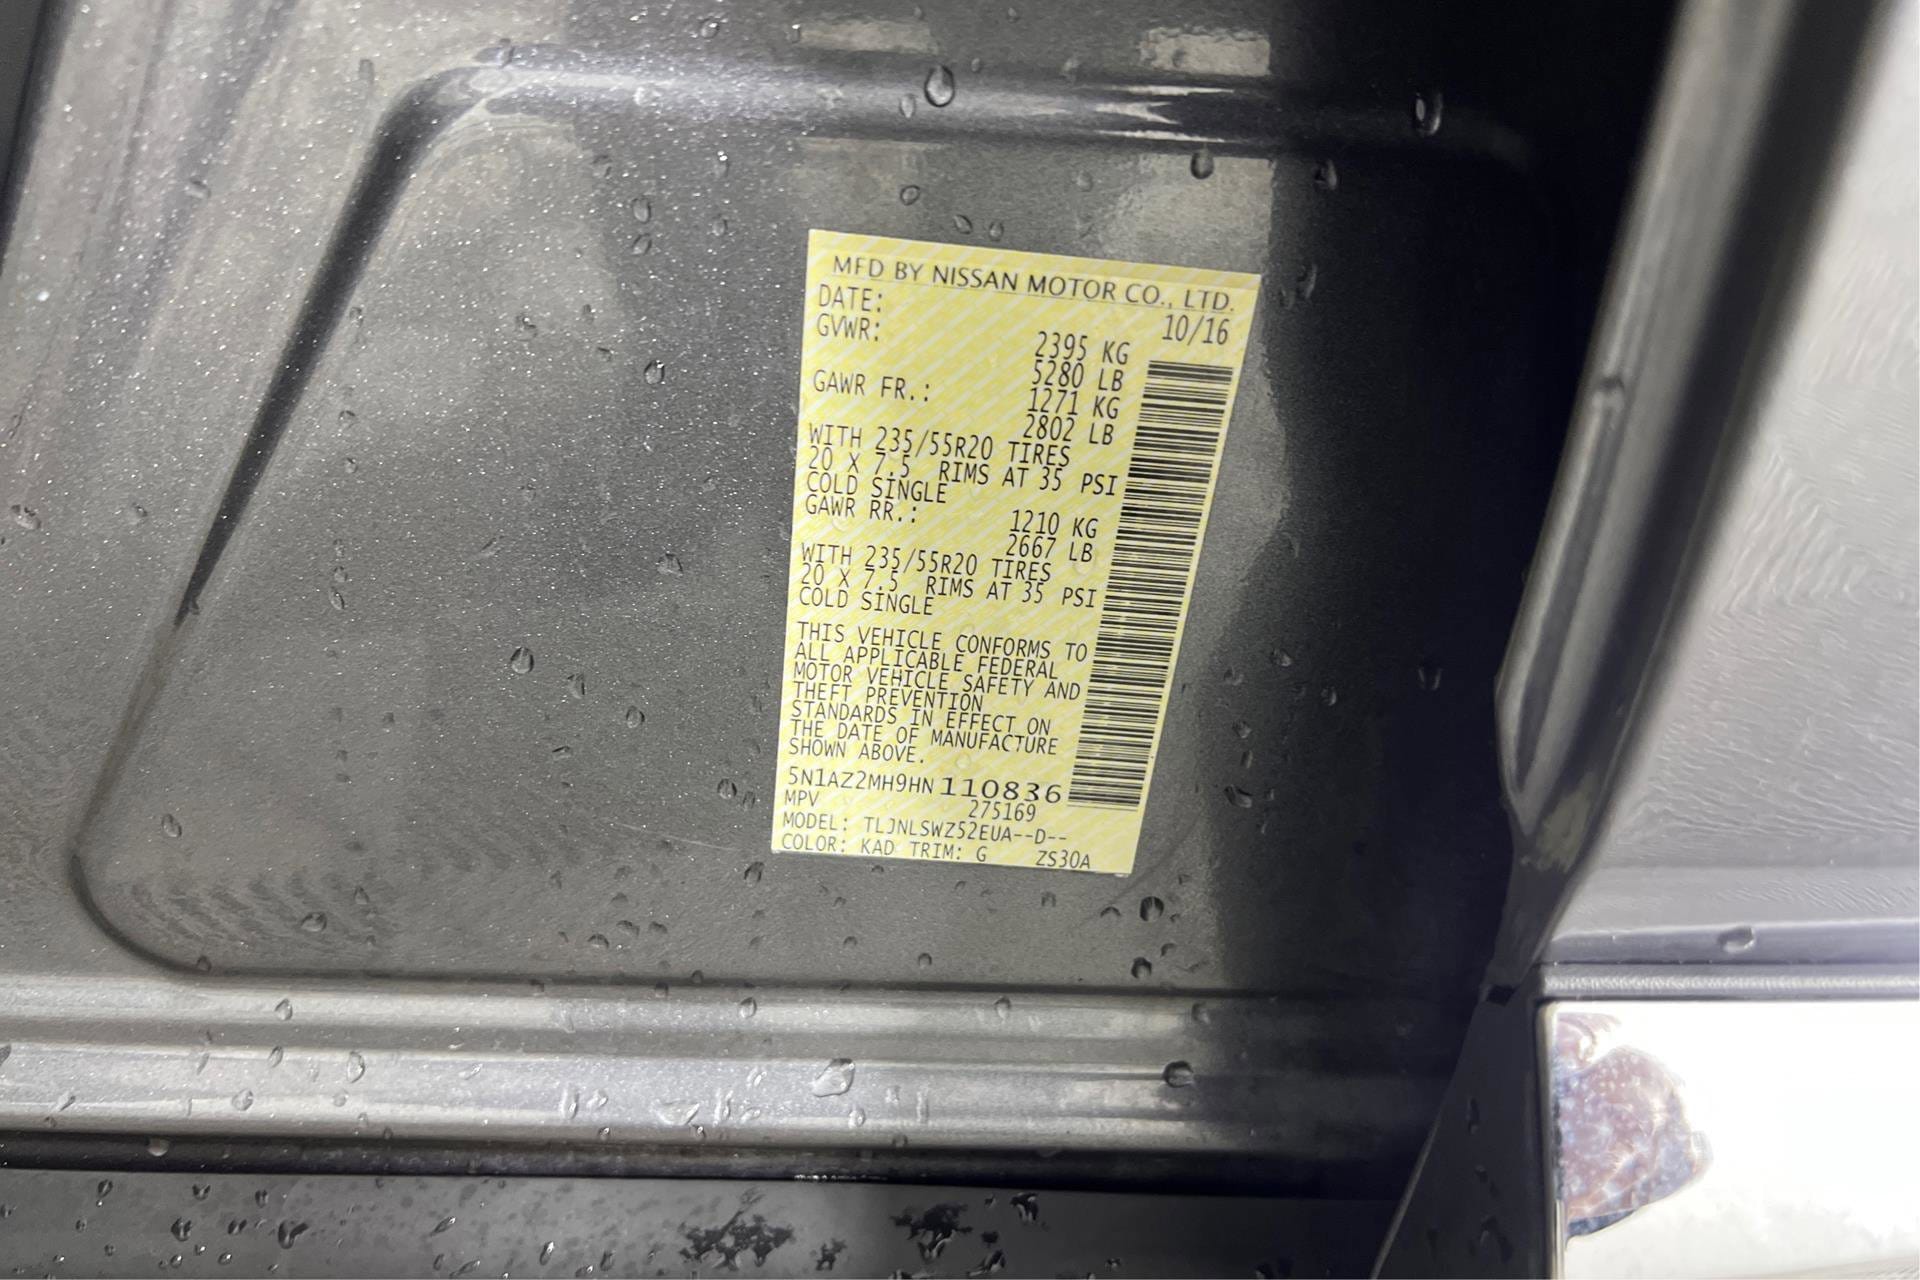 MFD BY NISSAN MOTOR CO., LTD.
DATE: 10/16
GVWR: 2395 KG
5280 LB
GAWR FR.: 1271 KG
2802 LB
WITH 235/55R20 TIRES
20 X 7.5 RIMS AT 35 PSI
COLD SINGLE
GAWR RR.: 1210 KG
2667 LB
WITH 235/55R20 TIRES
20 X 7.5 RIMS AT 35 PSI
COLD SINGLE
THIS VEHICLE CONFORMS TO
ALL APPLICABLE FEDERAL
MOTOR VEHICLE SAFETY AND
THEFT PREVENTION
STANDARDS IN EFFECT ON
THE DATE OF MANUFACTURE
SHOWN ABOVE.
5N1AZ2MH9HN110836
MPV 275169
MODEL: TLJNLSWZ52EUA--D--
COLOR: KAD TRIM: G ZS30A